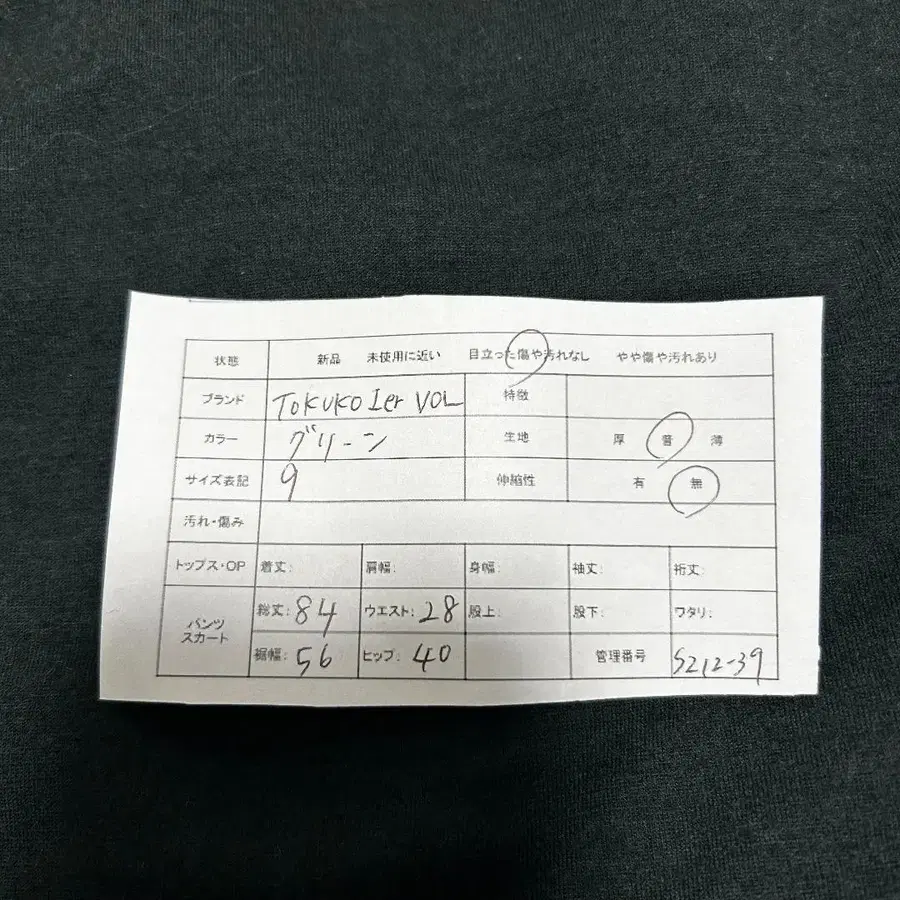 状態 新品 未使用に近い 目立った傷や汚れなし やや傷や汚れあり
ブランド TOKUKO 1er VOL 特徴
カラー グリーン 生地 厚 普 薄
サイズ表記 9 伸縮性 有 無
汚れ・傷み
トップス・OP 着丈: 肩幅: 身幅: 袖丈: 裄丈:
パンツ スカート 総丈:84 ウエスト:28 股上: 股下: ワタリ:
裾幅:56 ヒップ:40 管理番号 S212-39